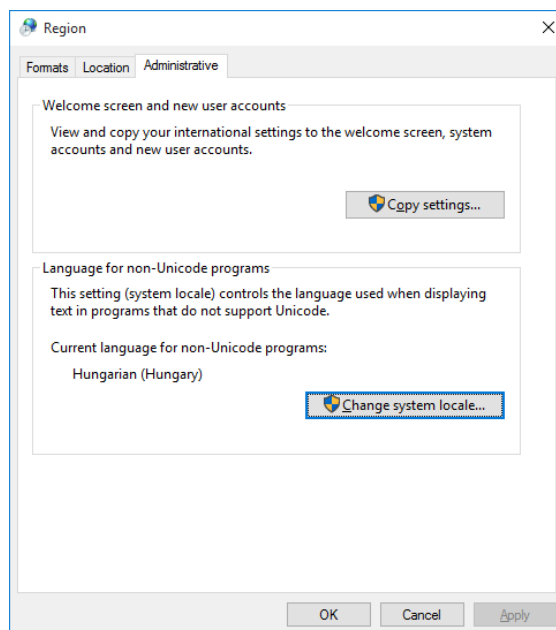 Region
Formats Location Administrative
Welcome screen and new user accounts
View and copy your international settings to the welcome screen, system
accounts and new user accounts.
Copy settings...
Language for non-Unicode programs
This setting (system locale) controls the language used when displaying
text in programs that do not support Unicode.
Current language for non-Unicode programs:
Hungarian (Hungary)
Change system locale...
OK Cancel Apply